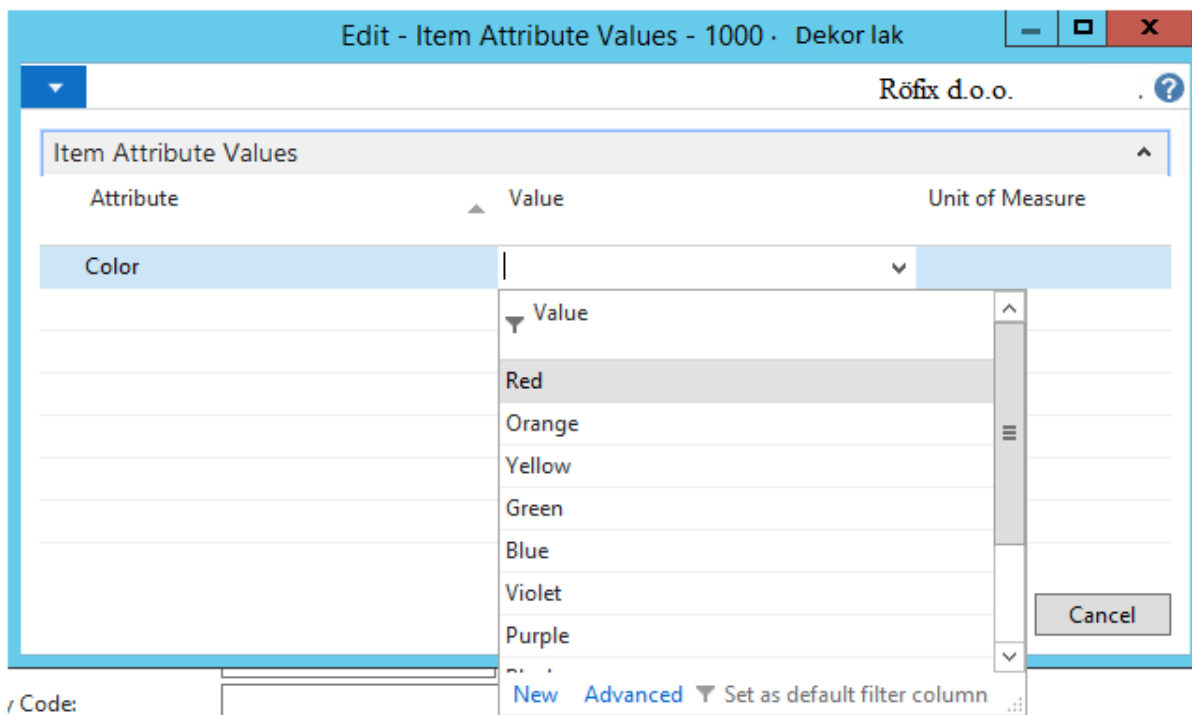 Edit - Item Attribute Values - 1000 · Dekor lak
Röfix d.o.o. .
Item Attribute Values
Attribute Value Unit of Measure
Color
Value
Red
Orange
Yellow
Green
Blue
Violet
Purple
Cancel
New Advanced Set as default filter column
y Code: